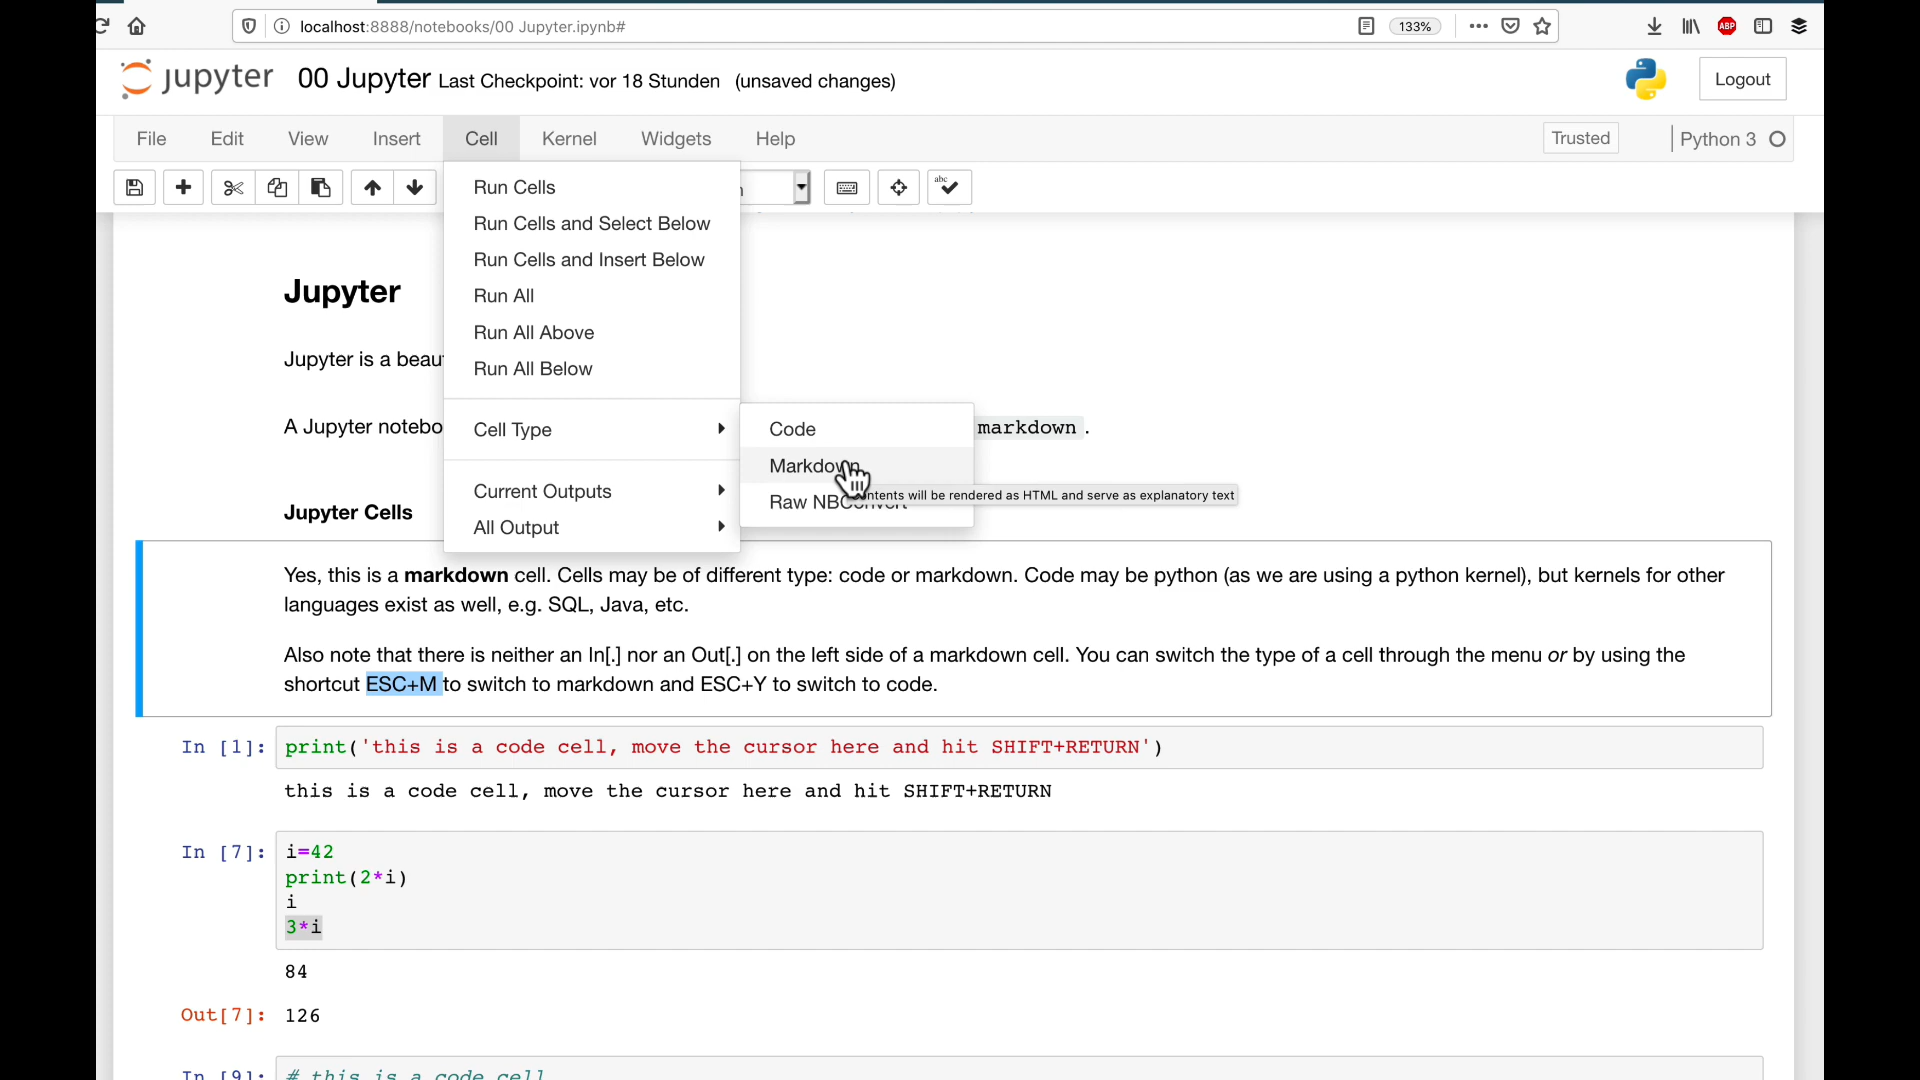 localhost:8888/notebooks/00 Jupyter.ipynb#
133%
ABP
jupyter 00 Jupyter Last Checkpoint: vor 18 Stunden (unsaved changes)
Logout
File Edit View Insert Cell Kernel Widgets Help
Trusted
Python 3
abc
Run Cells
Run Cells and Select Below
Run Cells and Insert Below
Run All
Run All Above
Run All Below
Cell Type
Current Outputs
All Output
Code
Markdown
Raw NBConvert
ntents will be rendered as HTML and serve as explanatory text
Jupyter
Jupyter is a beau
A Jupyter notebo
markdown .
Jupyter Cells
Yes, this is a markdown cell. Cells may be of different type: code or markdown. Code may be python (as we are using a python kernel), but kernels for other
languages exist as well, e.g. SQL, Java, etc.
Also note that there is neither an In[.] nor an Out[.] on the left side of a markdown cell. You can switch the type of a cell through the menu or by using the
shortcut ESC+M to switch to markdown and ESC+Y to switch to code.
In [1]: print('this is a code cell, move the cursor here and hit SHIFT+RETURN')
this is a code cell, move the cursor here and hit SHIFT+RETURN
In [7]: i=42
print(2*i)
i
3*i
84
Out[7]: 126
In [9]: # this is a code cell